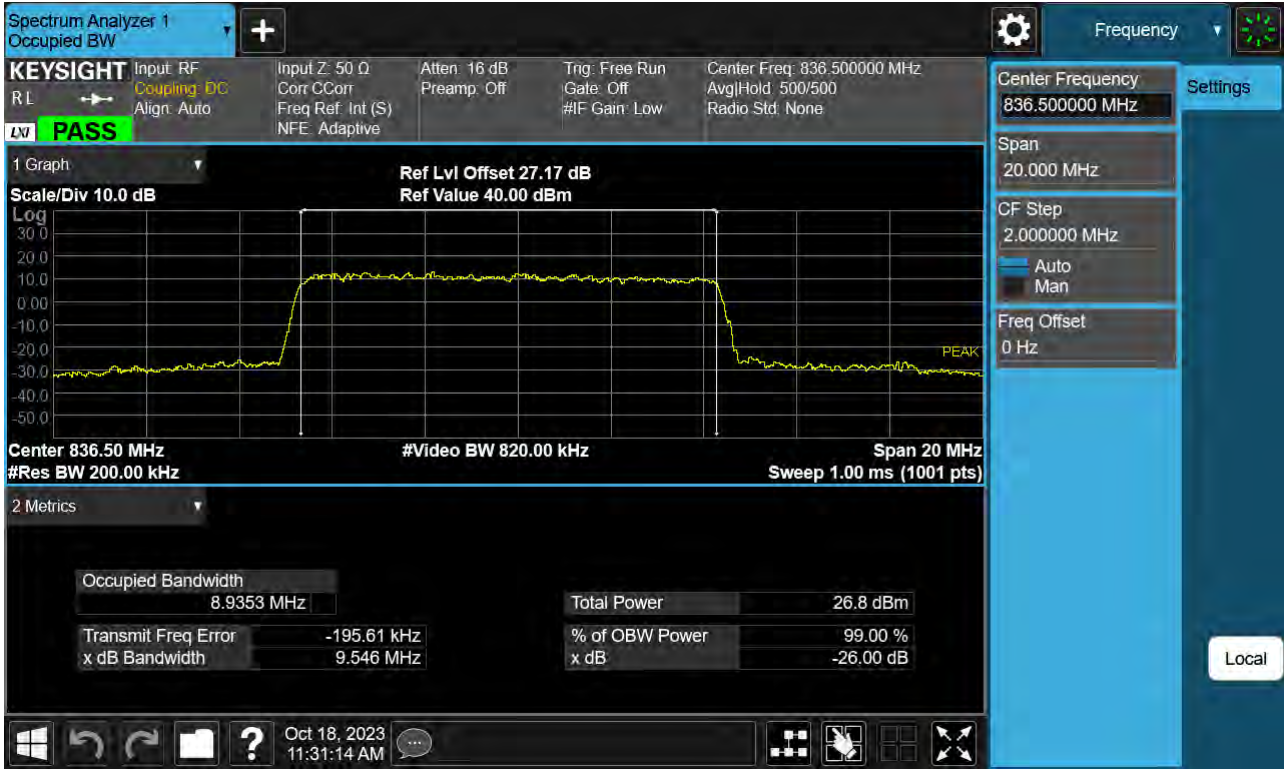 Spectrum Analyzer 1
Occupied BW
Frequency
KEYSIGHT
RL
LXI
PASS
Input: RF
Coupling: DC
Align: Auto
Input Z: 50 Ω
Corr CCorr
Freq Ref: Int (S)
NFE: Adaptive
Atten: 16 dB
Preamp: Off
Trig: Free Run
Gate: Off
#IF Gain: Low
Center Freq: 836.500000 MHz
Avg|Hold: 500/500
Radio Std: None
Center Frequency
836.500000 MHz
Settings
Span
20.000 MHz
CF Step
2.000000 MHz
Auto
Man
Freq Offset
0 Hz
Local
1 Graph
Scale/Div 10.0 dB
Ref Lvl Offset 27.17 dB
Ref Value 40.00 dBm
Log
30.0
20.0
10.0
0.00
-10.0
-20.0
-30.0
-40.0
-50.0
PEAK
Center 836.50 MHz
#Video BW 820.00 kHz
Span 20 MHz
#Res BW 200.00 kHz
Sweep 1.00 ms (1001 pts)
2 Metrics
Occupied Bandwidth
8.9353 MHz
Total Power 26.8 dBm
Transmit Freq Error -195.61 kHz
% of OBW Power 99.00 %
x dB Bandwidth 9.546 MHz
x dB -26.00 dB
?
Oct 18, 2023
11:31:14 AM